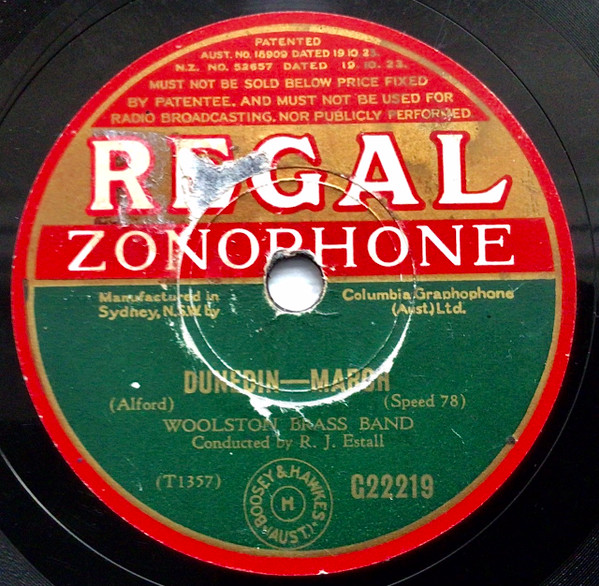 PATENTED
AUST. NO. 18909 DATED 19.10.23.
N.Z. NO. 52657 DATED 19.10.23.
MUST NOT BE SOLD BELOW PRICE FIXED
BY PATENTEE. AND MUST NOT BE USED FOR
RADIO BROADCASTING. NOR PUBLICLY PERFORMED
REGAL
ZONOPHONE
Manufactured in Columbia Graphophone
Sydney, N.S.W. by (Aust) Ltd.
DUNEDIN—MARCH
(Alford) (Speed 78)
WOOLSTON BRASS BAND
Conducted by R. J. Estall
(T1357) G22219
BOOSEY & HAWKES
H
(AUST.)